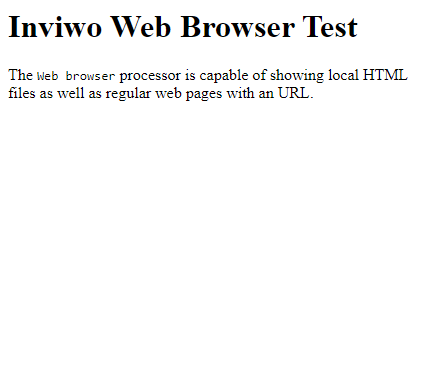 Inviwo Web Browser Test
The Web browser processor is capable of showing local HTML
files as well as regular web pages with an URL.